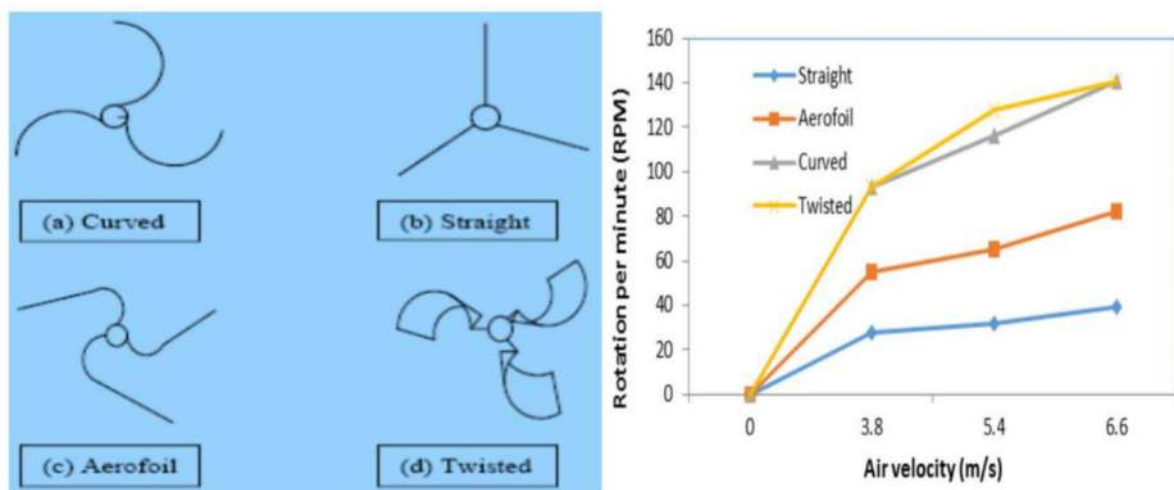 (a) Curved
(b) Straight
(c) Aerofoil
(d) Twisted
Rotation per minute (RPM)
160
140
120
100
80
60
40
20
0
Straight
Aerofoil
Curved
Twisted
0 3.8 5.4 6.6
Air velocity (m/s)